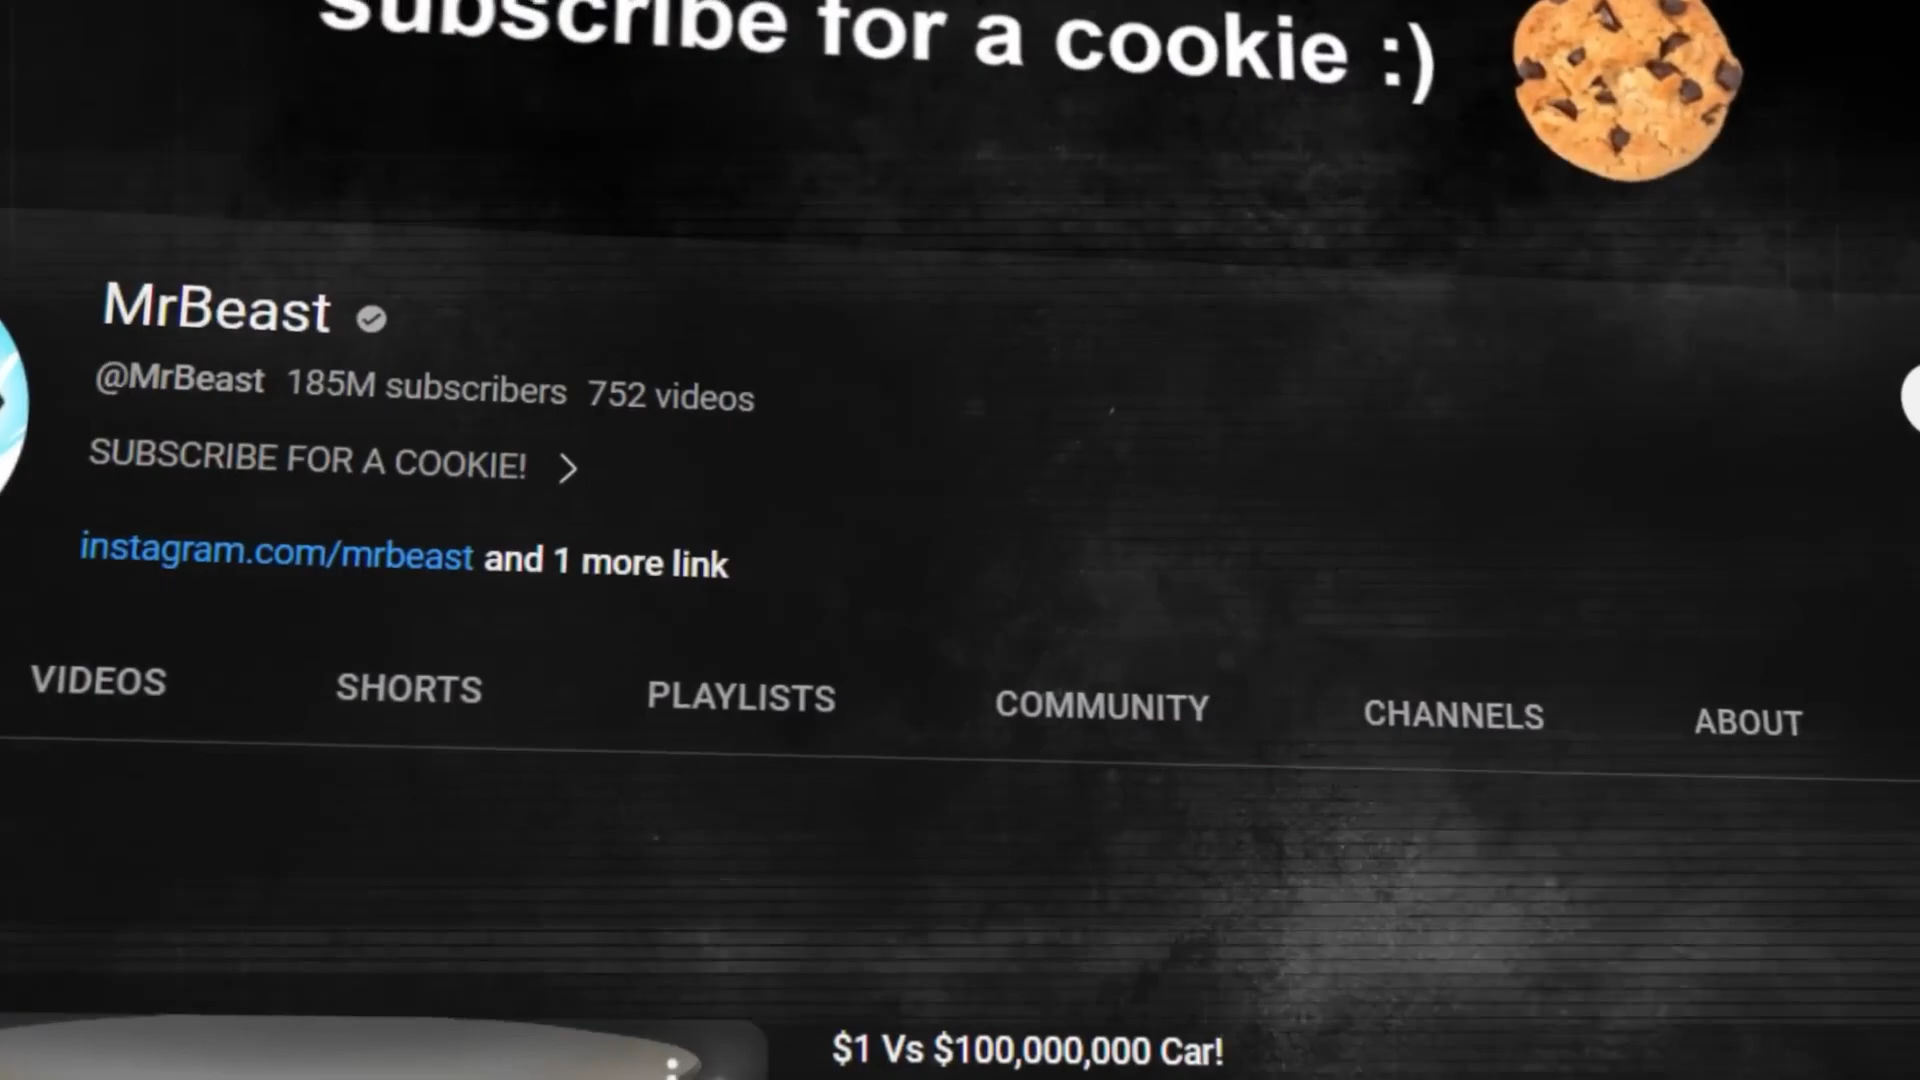 subscribe for a cookie :)
MrBeast
@MrBeast 185M subscribers 752 videos
SUBSCRIBE FOR A COOKIE!
instagram.com/mrbeast and 1 more link
VIDEOS SHORTS PLAYLISTS COMMUNITY CHANNELS ABOUT
$1 Vs $100,000,000 Car!